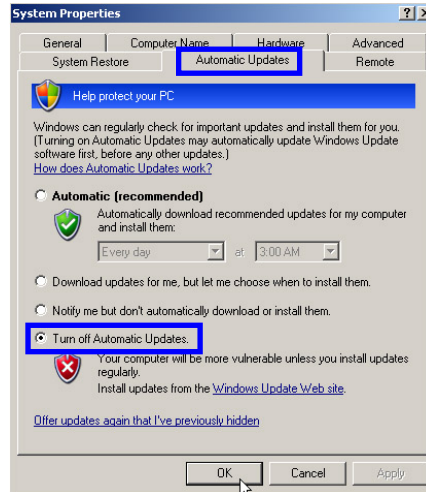 System Properties
General
Computer Name
Hardware
Advanced
System Restore
Automatic Updates
Remote
Help protect your PC
Windows can regularly check for important updates and install them for you.
(Turning on Automatic Updates may automatically update Windows Update
software first, before any other updates.)
How does Automatic Updates work?
Automatic (recommended)
Automatically download recommended updates for my computer
and install them:
Every day at 3:00 AM
Download updates for me, but let me choose when to install them.
Notify me but don't automatically download or install them.
Turn off Automatic Updates.
Your computer will be more vulnerable unless you install updates
regularly.
Install updates from the Windows Update Web site.
Offer updates again that I've previously hidden
OK
Cancel
Apply